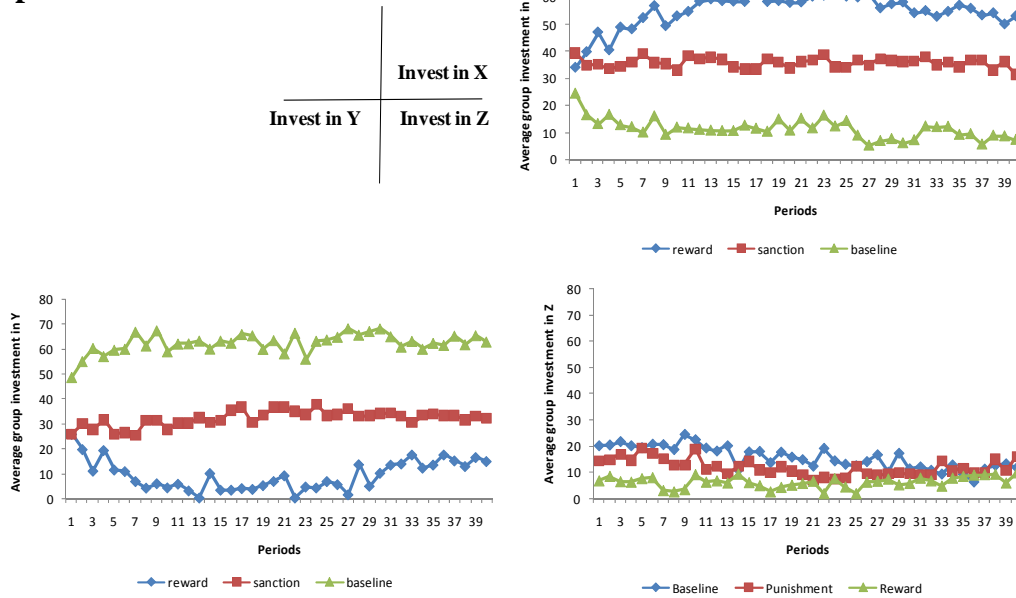 Invest in X
Invest in Y
Invest in Z
Average group investment in
50
40
30
20
10
0
1 3 5 7 9 11 13 15 17 19 21 23 25 27 29 31 33 35 37 39
Periods
reward sanction baseline
Average group investment in Y
80
70
60
50
40
30
20
10
0
1 3 5 7 9 11 13 15 17 19 21 23 25 27 29 31 33 35 37 39
Periods
reward sanction baseline
Average group investment in Z
80
70
60
50
40
30
20
10
0
1 3 5 7 9 11 13 15 17 19 21 23 25 27 29 31 33 35 37 39
Periods
Baseline Punishment Reward